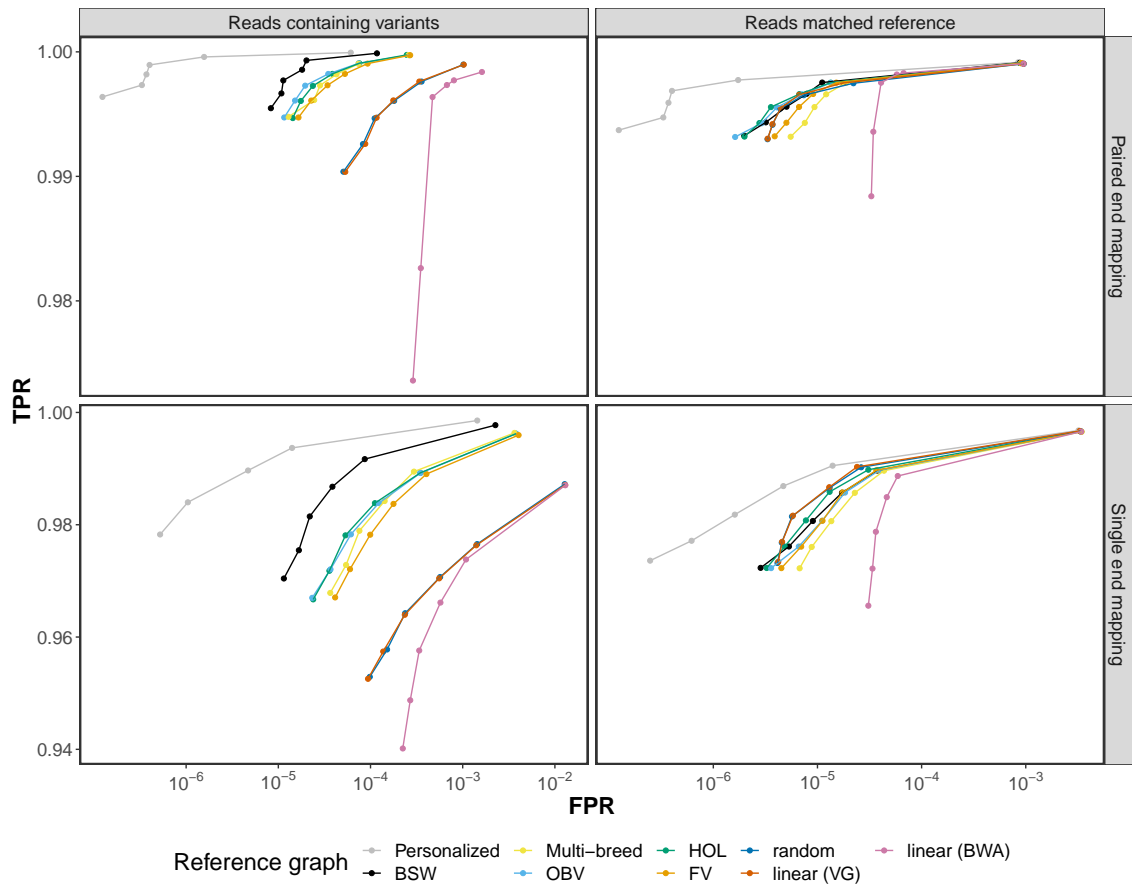 Reads containing variants
Reads matched reference
1.00
0.99
0.98
Paired end mapping
TPR
1.00
0.98
0.96
0.94
Single end mapping
10⁻⁶ 10⁻⁵ 10⁻⁴ 10⁻³ 10⁻²
10⁻⁶ 10⁻⁵ 10⁻⁴ 10⁻³
FPR
Reference graph
Personalized Multi−breed HOL random linear (BWA)
BSW OBV FV linear (VG)